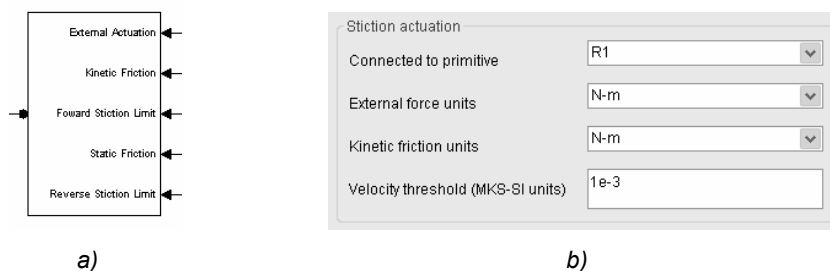 External Actuation
Kinetic Friction
Foward Stiction Limit
Static Friction
Reverse Stiction Limit
a)
Stiction actuation
Connected to primitive
R1
External force units
N-m
Kinetic friction units
N-m
Velocity threshold (MKS-SI units)
1e-3
b)